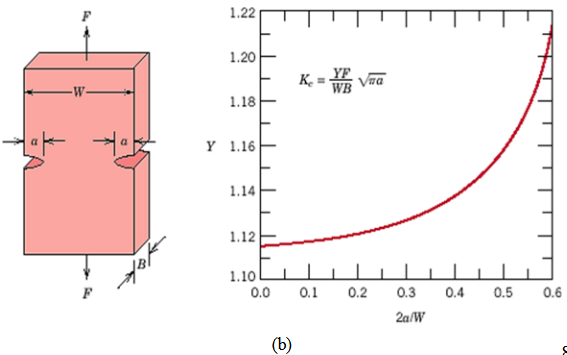 F
W
a
a
B
F
K_c = YF/WB √πa
Y
1.22
1.20
1.18
1.16
1.14
1.12
1.10
0.0 0.1 0.2 0.3 0.4 0.5 0.6
2a/W
(b)